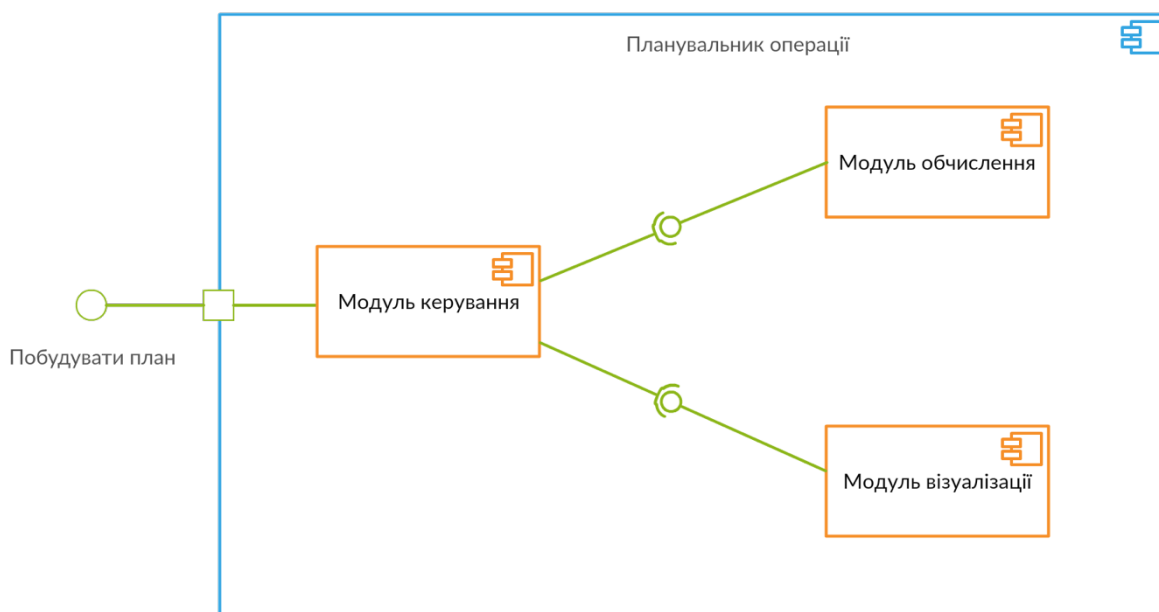 Планувальник операції
Модуль обчислення
Модуль керування
Побудувати план
Модуль візуалізації